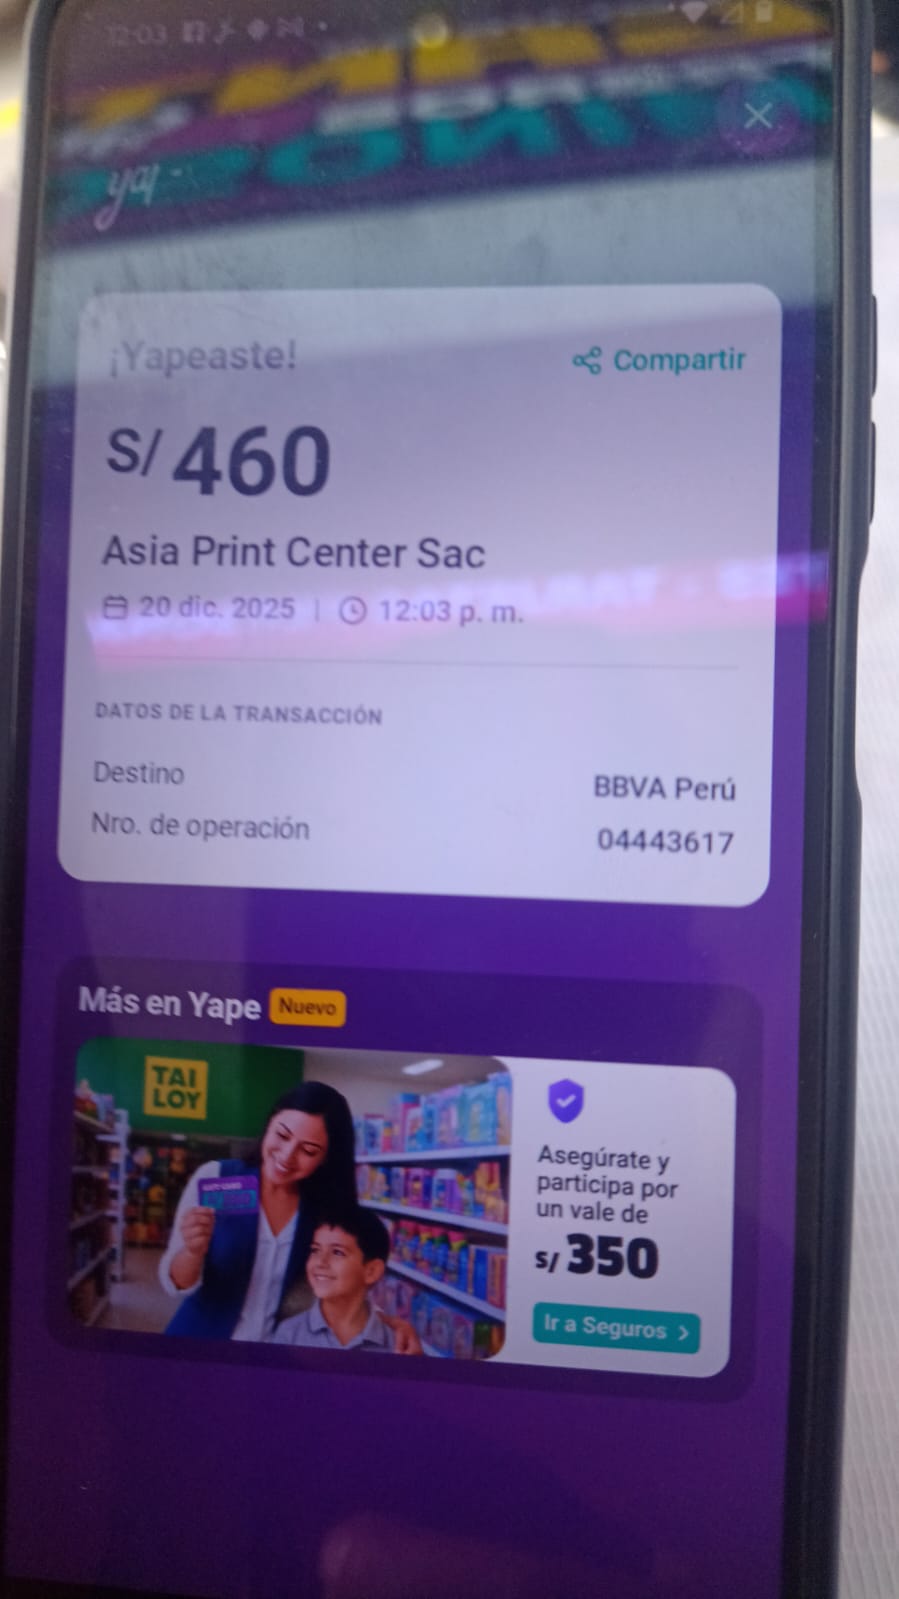 12:03
¡Yapeaste!
Compartir
S/ 460
Asia Print Center Sac
20 dic. 2025 | 12:03 p. m.
DATOS DE LA TRANSACCIÓN
Destino BBVA Perú
Nro. de operación 04443617
Más en Yape Nuevo
TAI
LOY
Asegúrate y
participa por
un vale de
S/ 350
Ir a Seguros